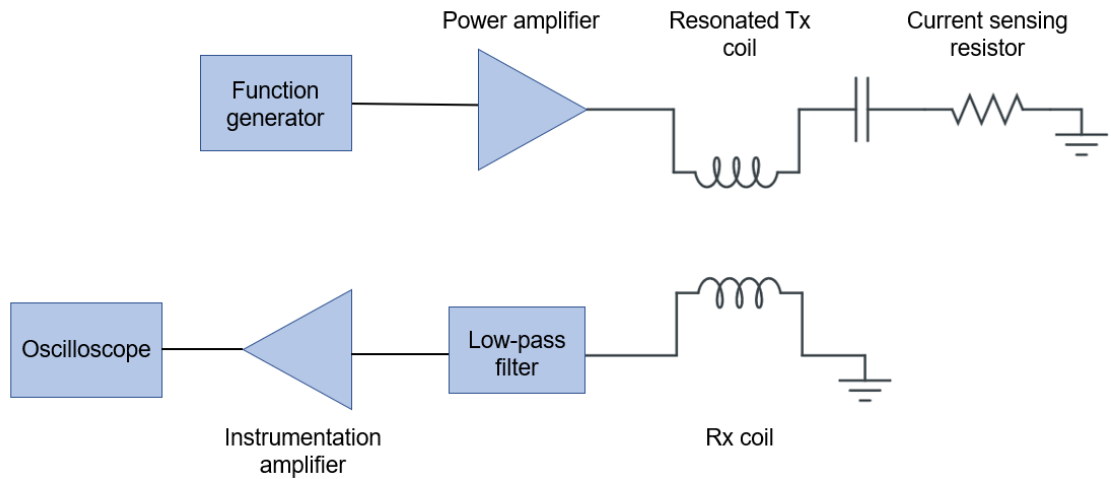 Power amplifier
Resonated Tx
coil
Current sensing
resistor
Function
generator
Oscilloscope
Low-pass
filter
Instrumentation
amplifier
Rx coil